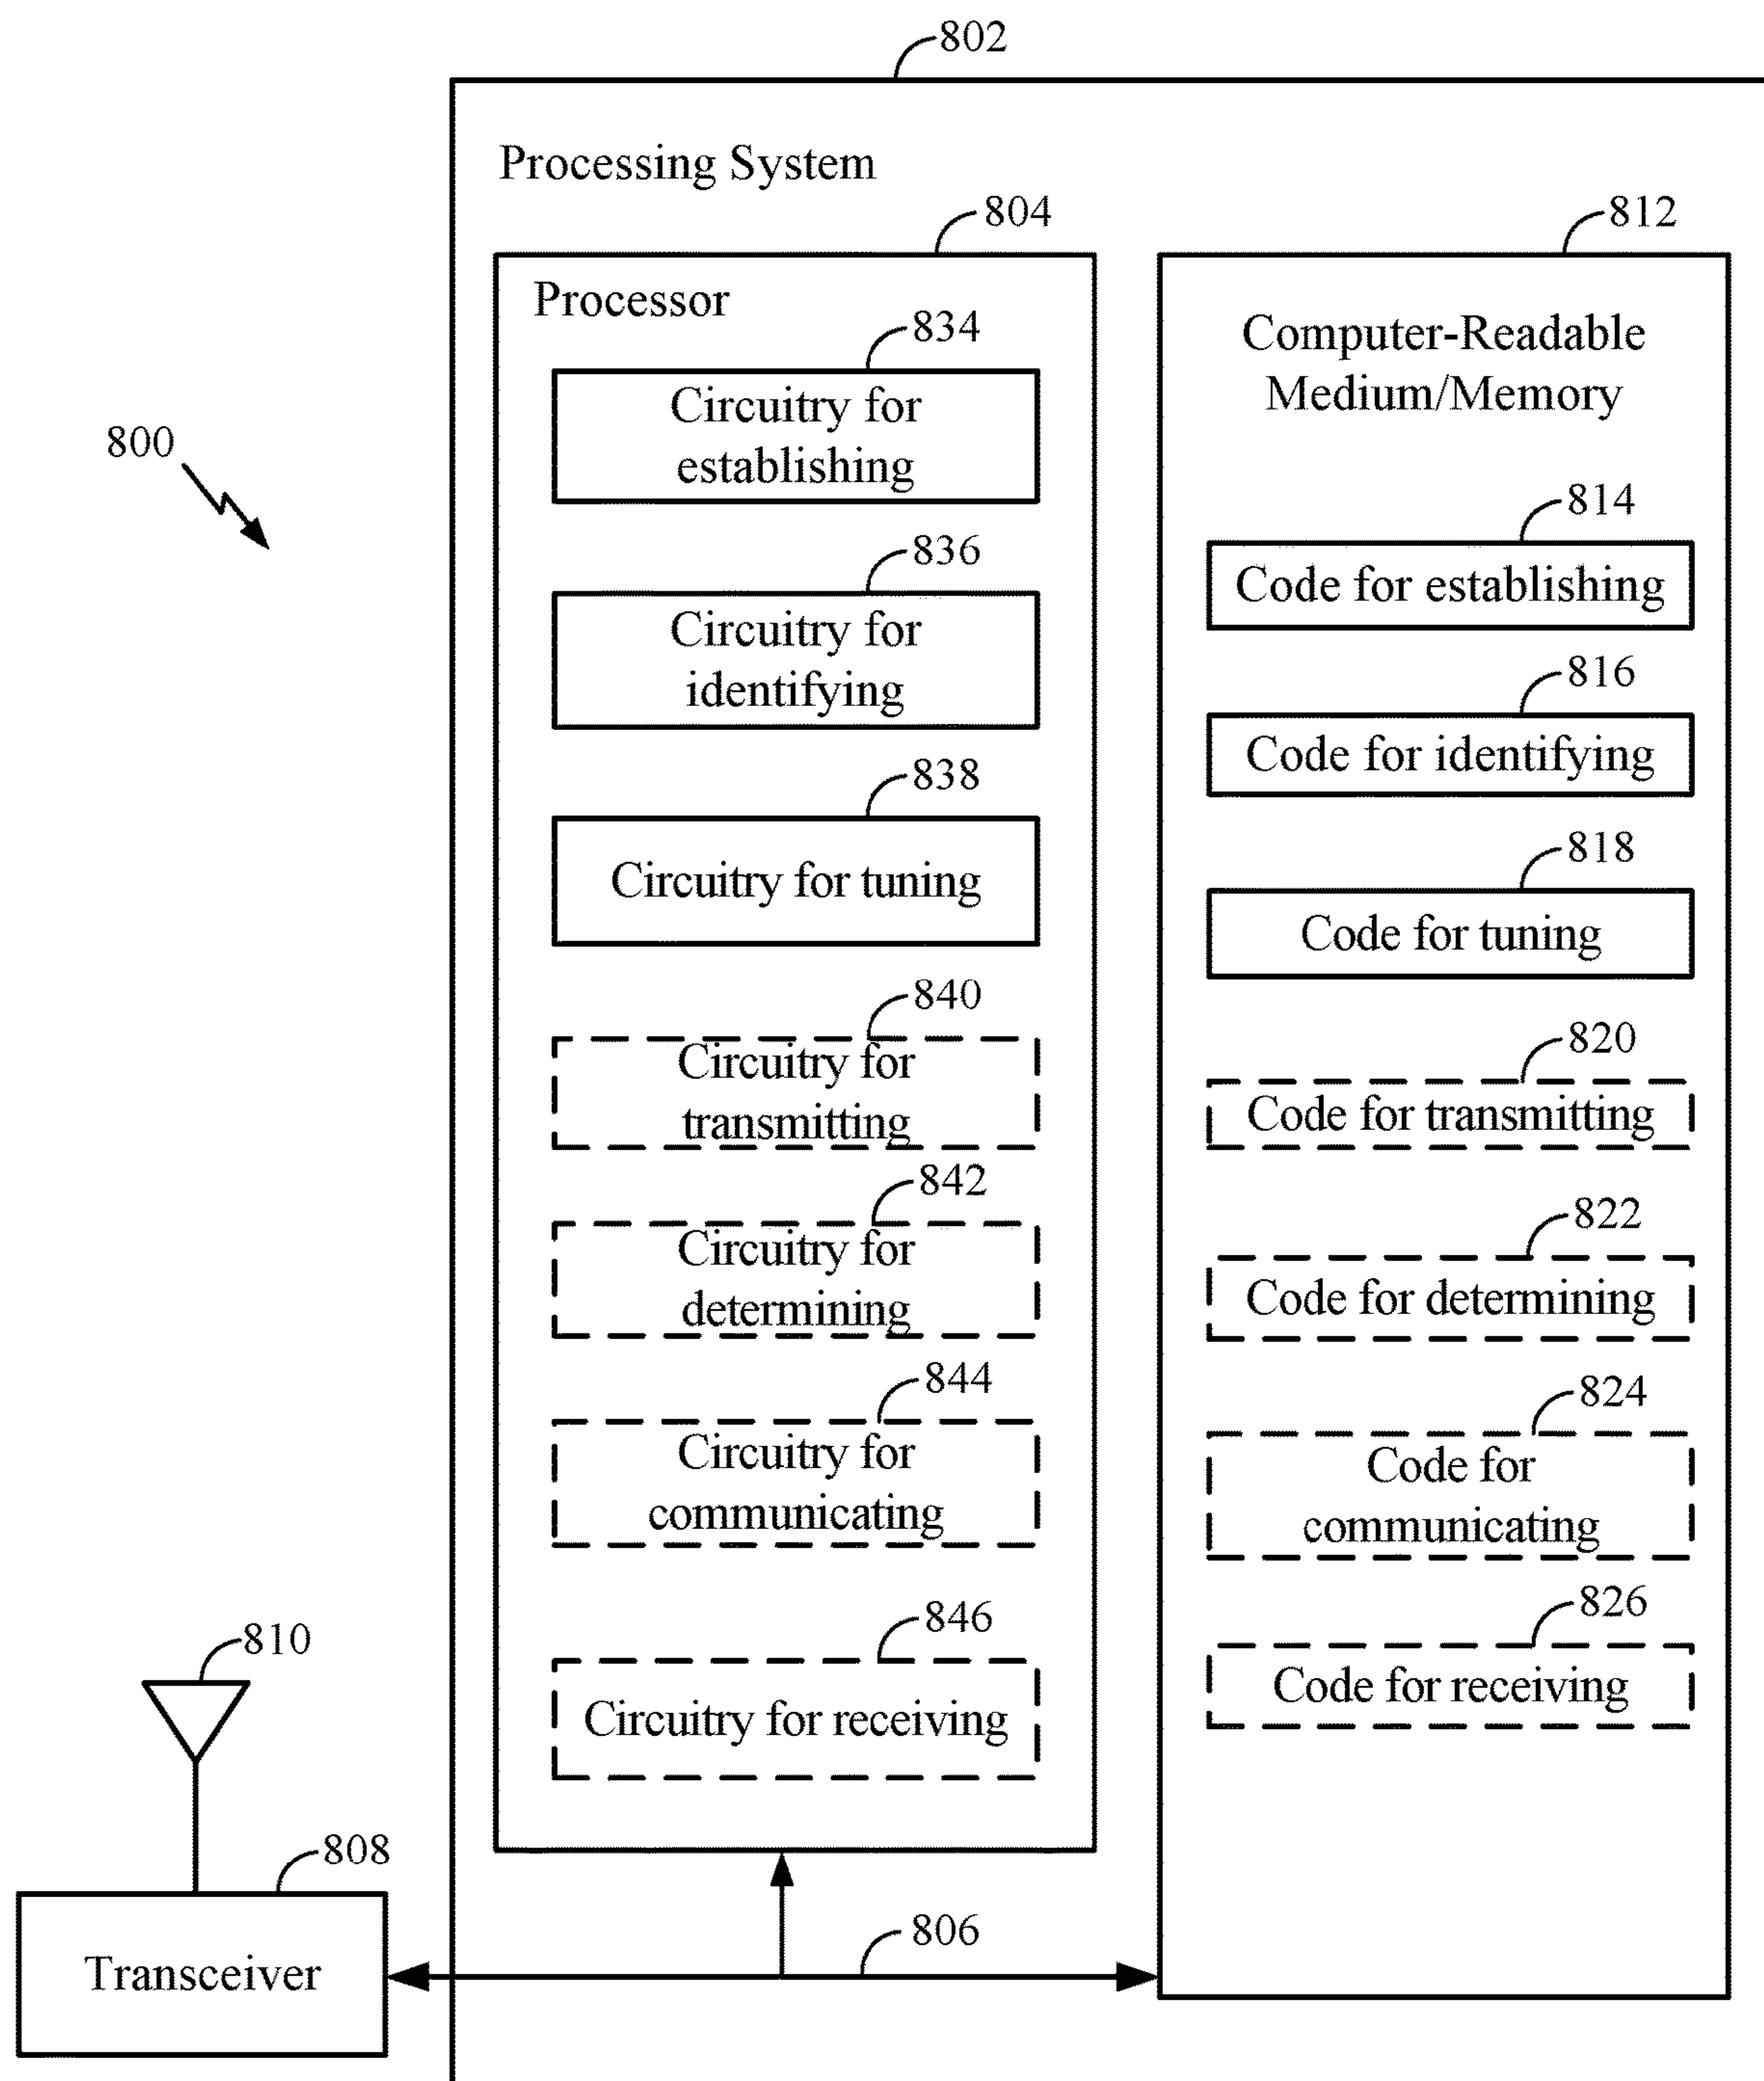 802
Processing System
804
Processor
834
Circuitry for
establishing
836
Circuitry for
identifying
838
Circuitry for tuning
840
Circuitry for
transmitting
842
Circuitry for
determining
844
Circuitry for
communicating
846
Circuitry for receiving
812
Computer-Readable
Medium/Memory
814
Code for establishing
816
Code for identifying
818
Code for tuning
820
Code for transmitting
822
Code for determining
824
Code for
communicating
826
Code for receiving
800
810
808
Transceiver
806